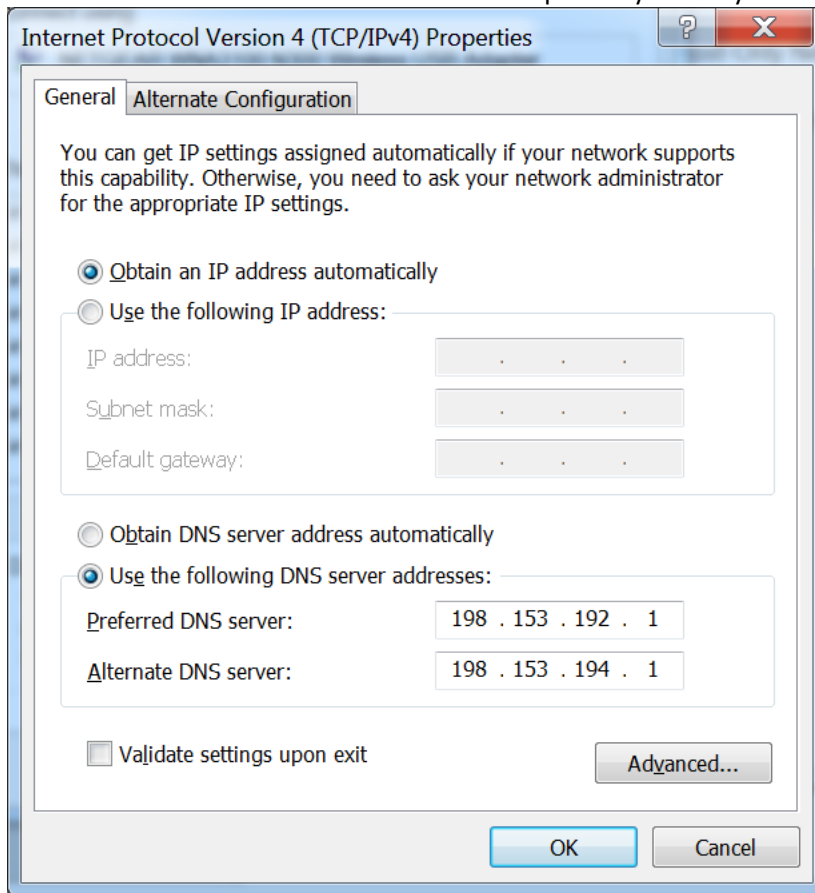 Internet Protocol Version 4 (TCP/IPv4) Properties
General
Alternate Configuration
You can get IP settings assigned automatically if your network supports
this capability. Otherwise, you need to ask your network administrator
for the appropriate IP settings.
Obtain an IP address automatically
Use the following IP address:
IP address: . . .
Subnet mask: . . .
Default gateway: . . .
Obtain DNS server address automatically
Use the following DNS server addresses:
Preferred DNS server: 198 . 153 . 192 . 1
Alternate DNS server: 198 . 153 . 194 . 1
Validate settings upon exit
Advanced...
OK
Cancel